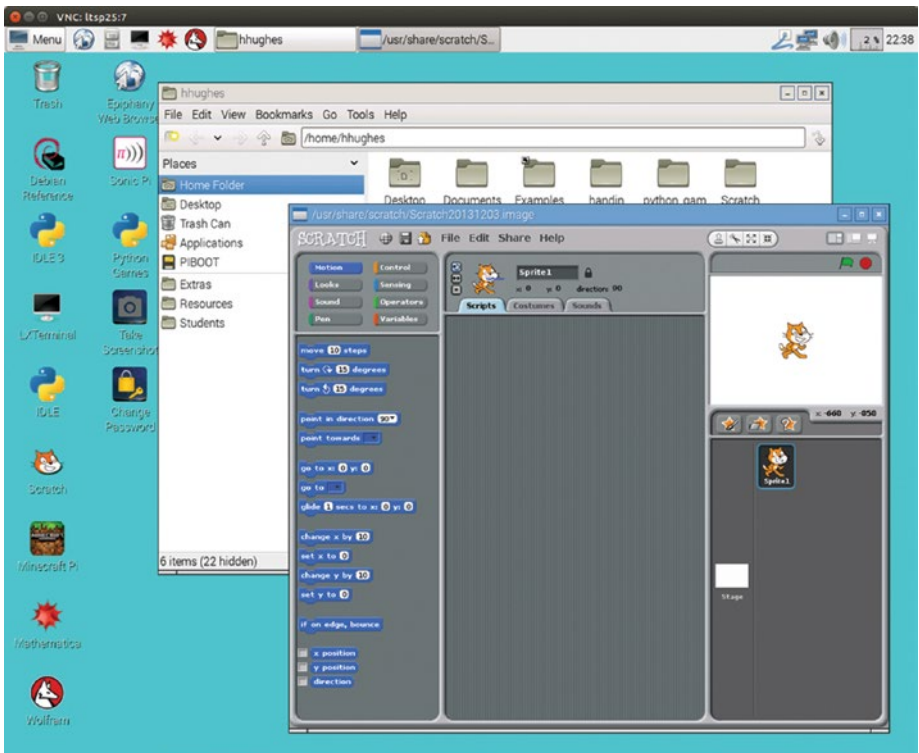 VNC: ltsp25:7
Menu
hhughes
/usr/share/scratch/S...
2 %
22:38
Trash
Epiphany
Web Browse
Debian
Reference
Sonic Pi
IDLE 3
Python
Games
LXTerminal
Take
Screenshot
IDLE
Change
Password
Scratch
Minecraft Pi
Mathematica
Wolfram
hhughes
File Edit View Bookmarks Go Tools Help
/home/hhughes
Places
Home Folder
Desktop
Trash Can
Applications
PIBOOT
Extras
Resources
Students
Desktop Documents Examples handin python_gam Scratch
6 items (22 hidden)
/usr/share/scratch/Scratch20131203.image
SCRATCH File Edit Share Help
Motion Control
Looks Sensing
Sound Operators
Pen Variables
move 10 steps
turn 15 degrees
turn 15 degrees
point in direction 90
point towards
go to x: 0 y: 0
go to
glide 1 secs to x: 0 y: 0
change x by 10
set x to 0
change y by 10
set y to 0
if on edge, bounce
x position
y position
direction
Sprite1
x: 0 y: 0 direction: 90
Scripts Costumes Sounds
x: -660 y: -050
Sprite1
Stage